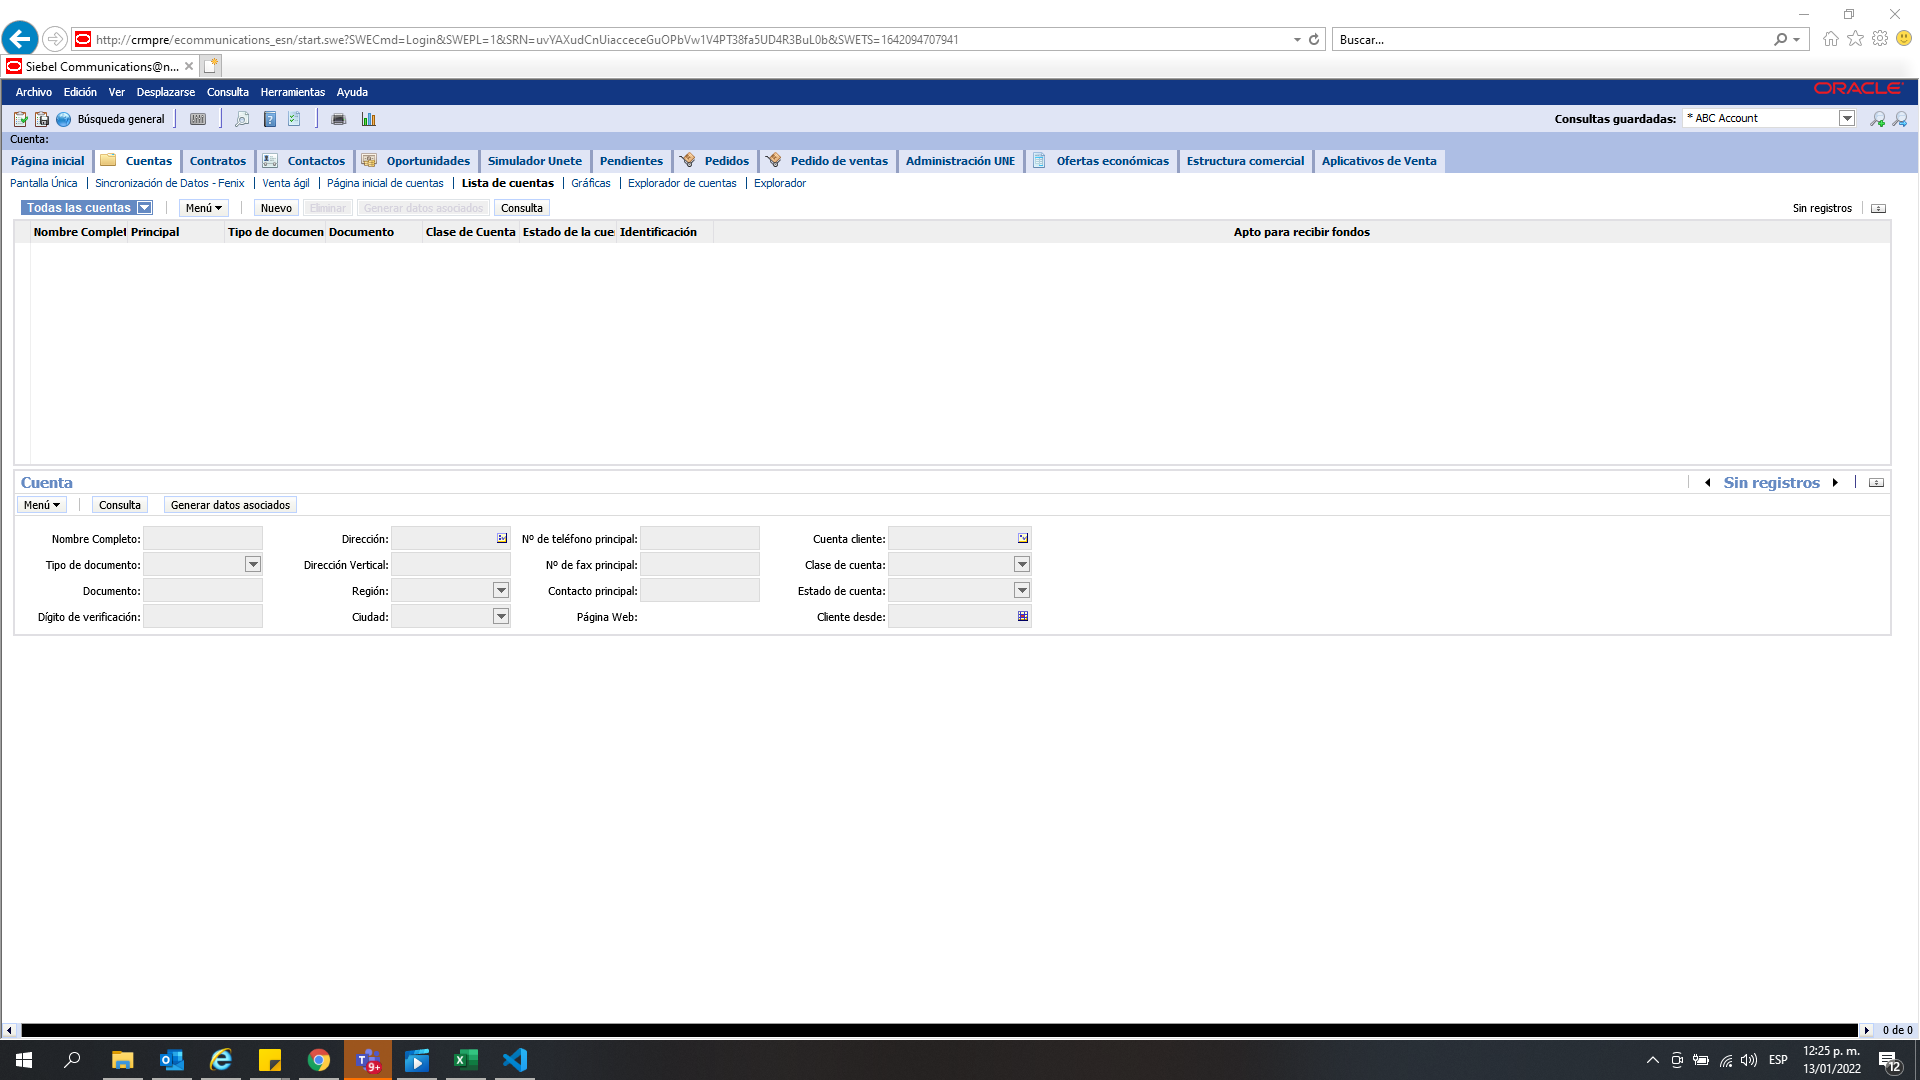 http://crmpre/ecommunications_esn/start.swe?SWECmd=Login&SWEPL=1&SRN=uvYAXudCnUiacceceGuOPbVw1V4PT38fa5UD4R3BuL0b&SWETS=1642094707941
Buscar...
Siebel Communications@n...
Archivo Edición Ver Desplazarse Consulta Herramientas Ayuda
ORACLE
Búsqueda general
Consultas guardadas: * ABC Account
Cuenta:
Página inicial Cuentas Contratos Contactos Oportunidades Simulador Unete Pendientes Pedidos Pedido de ventas Administración UNE Ofertas económicas Estructura comercial Aplicativos de Venta
Pantalla Única Sincronización de Datos - Fenix Venta ágil Página inicial de cuentas Lista de cuentas Gráficas Explorador de cuentas Explorador
Todas las cuentas Menú Nuevo Eliminar Generar datos asociados Consulta Sin registros
Nombre Complet Principal Tipo de documen Documento Clase de Cuenta Estado de la cue Identificación Apto para recibir fondos
Cuenta Sin registros
Menú Consulta Generar datos asociados
Nombre Completo: Dirección: Nº de teléfono principal: Cuenta cliente:
Tipo de documento: Dirección Vertical: Nº de fax principal: Clase de cuenta:
Documento: Región: Contacto principal: Estado de cuenta:
Dígito de verificación: Ciudad: Página Web: Cliente desde:
0 de 0
9+
ESP
12:25 p. m.
13/01/2022
12